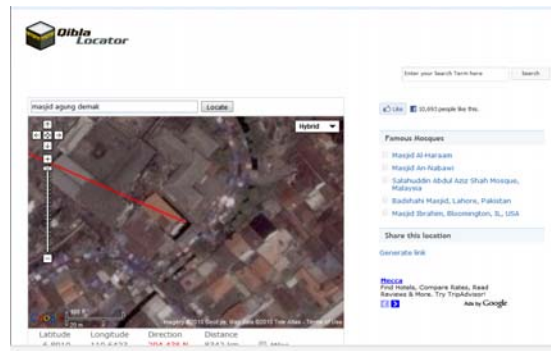 Qibla
Locator
Enter your Search Term here
Search
masjid agung demak
Locate
Hybrid
Like
10,693 people like this.
Famous Mosques
Masjid Al-Haraam
Masjid An-Nabawi
Salahuddin Abdul Aziz Shah Mosque,
Malaysia
Badshahi Masjid, Lahore, Pakistan
Masjid Ibrahim, Bloomington, IL, USA
Share this location
Generate link
Mecca
Find Hotels, Compare Rates, Read
Reviews & More. Try TripAdvisor!
Ads by Google
20 m
Latitude
Longitude
Direction
Distance